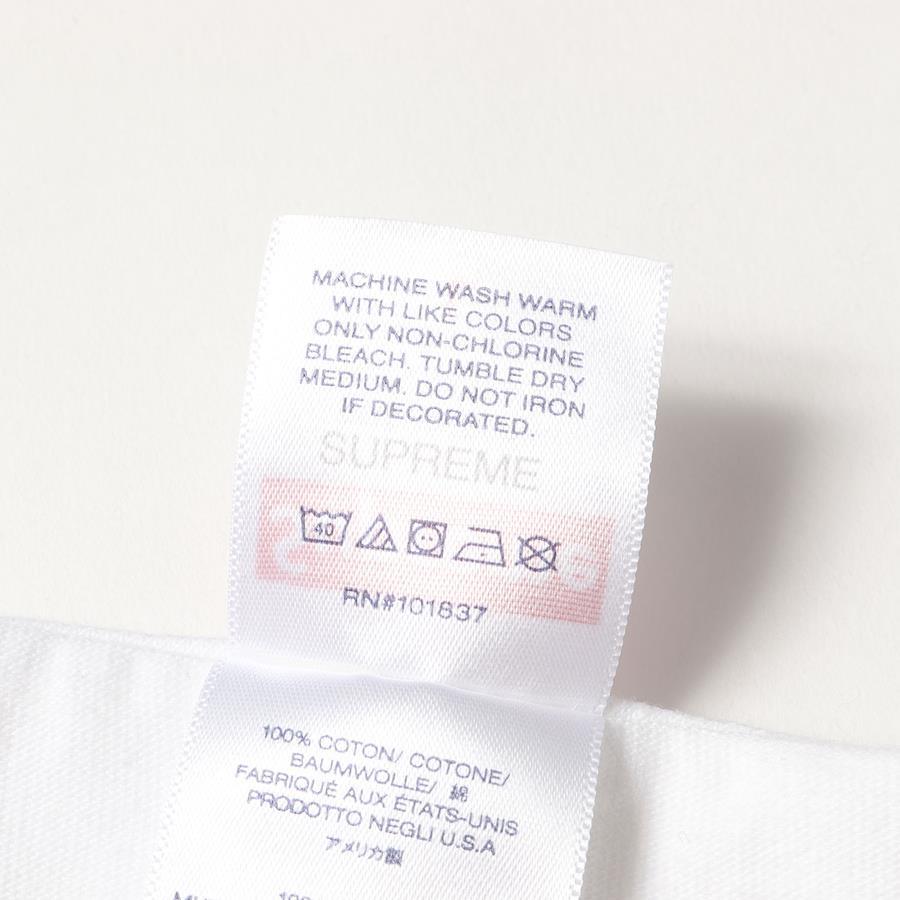 MACHINE WASH WARM
WITH LIKE COLORS
ONLY NON-CHLORINE
BLEACH. TUMBLE DRY
MEDIUM. DO NOT IRON
IF DECORATED.
SUPREME
40
RN#101837
100% COTON/ COTONE/
BAUMWOLLE/ 綿
FABRIQUÉ AUX ÉTATS-UNIS
PRODOTTO NEGLI U.S.A
アメリカ製